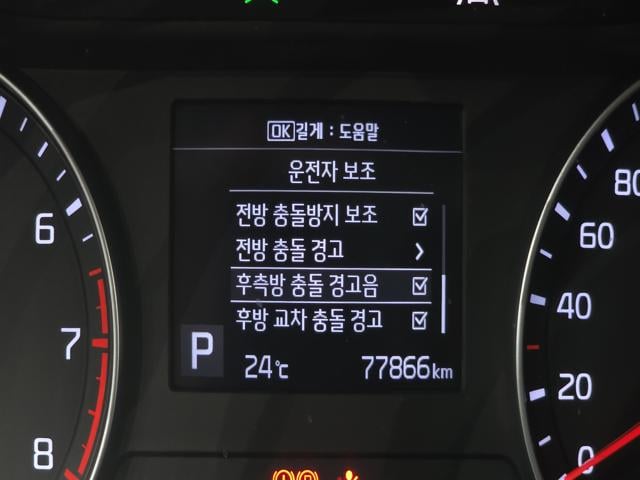 OK길게 : 도움말
운전자 보조
전방 충돌방지 보조
전방 충돌 경고
후측방 충돌 경고음
후방 교차 충돌 경고
P
24℃ 77866km
6
7
8
80
60
40
20
0